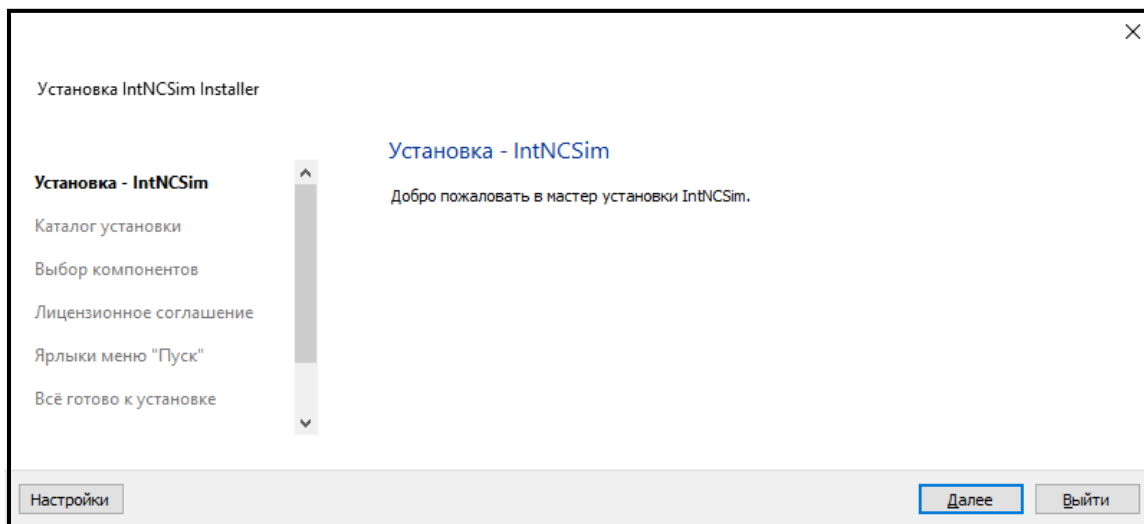 Установка IntNCSim Installer
Установка - IntNCSim
Каталог установки
Выбор компонентов
Лицензионное соглашение
Ярлыки меню "Пуск"
Всё готово к установке
Установка - IntNCSim
Добро пожаловать в мастер установки IntNCSim.
Настройки
Далее
Выйти